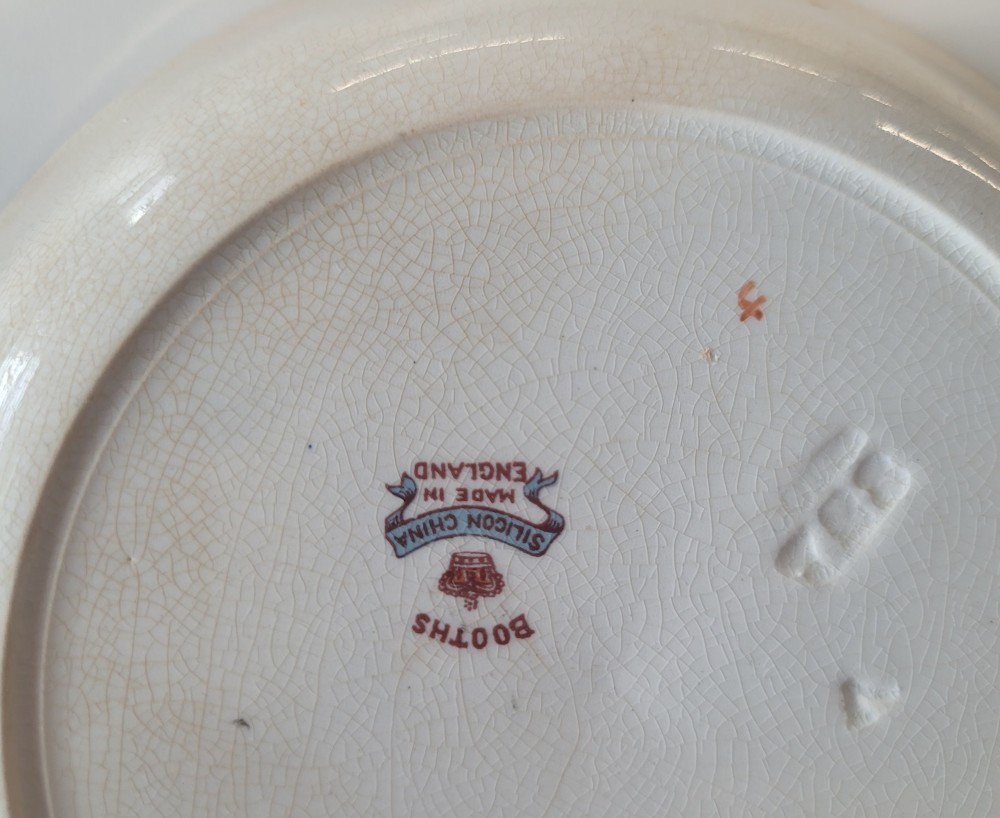 BOOTHS
SILICON CHINA
MADE IN
ENGLAND